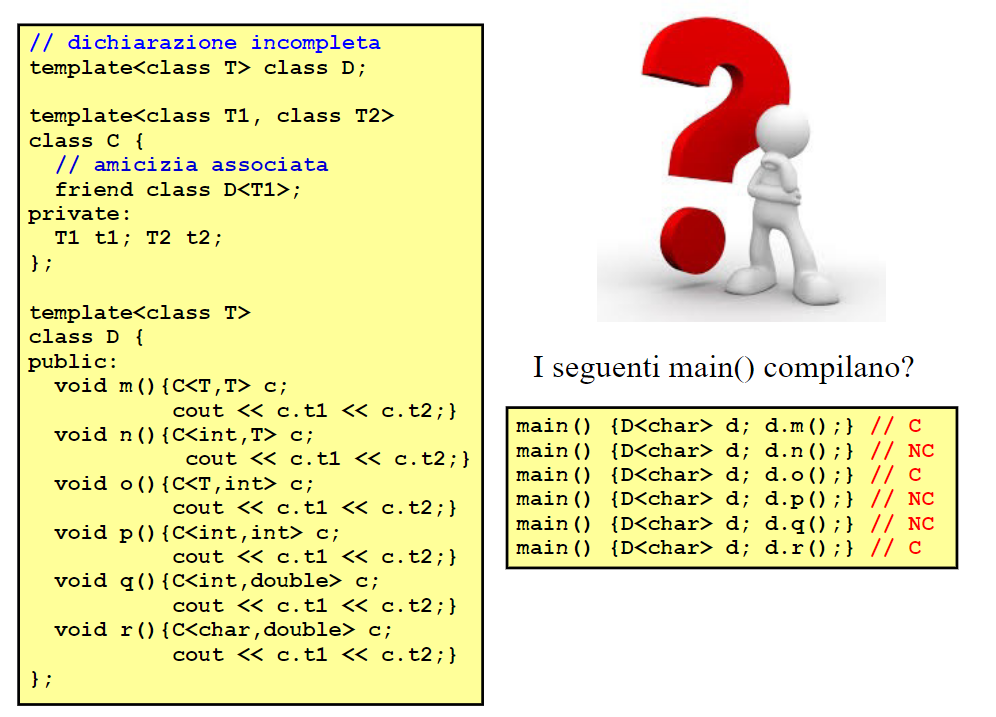 // dichiarazione incompleta
template<class T> class D;
template<class T1, class T2>
class C {
// amicizia associata
friend class D<T1>;
private:
T1 t1; T2 t2;
};
template<class T>
class D {
public:
void m(){C<T,T> c;
cout << c.t1 << c.t2;}
void n(){C<int,T> c;
cout << c.t1 << c.t2;}
void o(){C<T,int> c;
cout << c.t1 << c.t2;}
void p(){C<int,int> c;
cout << c.t1 << c.t2;}
void q(){C<int,double> c;
cout << c.t1 << c.t2;}
void r(){C<char,double> c;
cout << c.t1 << c.t2;}
};
I seguenti main() compilano?
main() {D<char> d; d.m();} // C
main() {D<char> d; d.n();} // NC
main() {D<char> d; d.o();} // C
main() {D<char> d; d.p();} // NC
main() {D<char> d; d.q();} // NC
main() {D<char> d; d.r();} // C